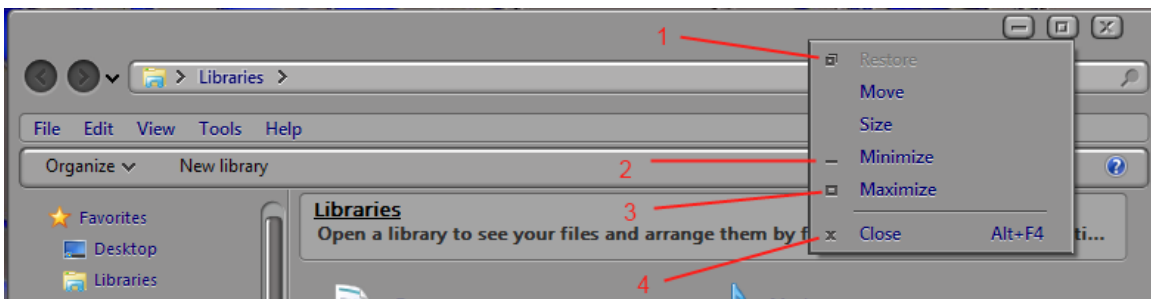 1
Restore
Libraries
Move
File Edit View Tools Help
Size
Organize New library
2
Minimize
3
Maximize
Favorites
Libraries
Open a library to see your files and arrange them by f
ti...
Close Alt+F4
Desktop
Libraries
4